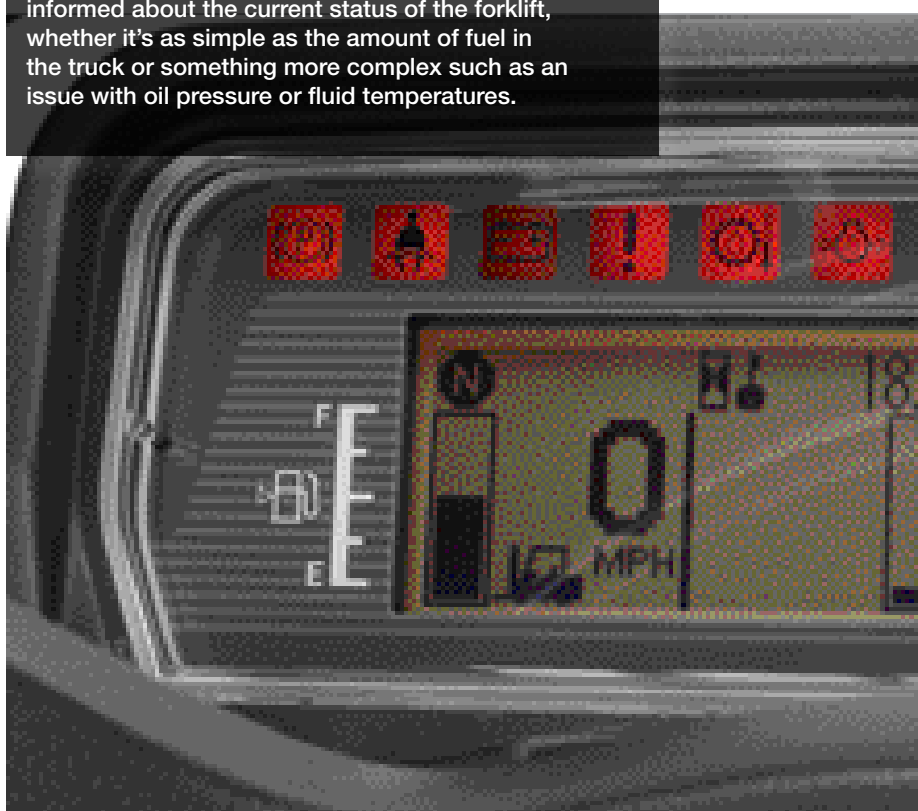 informed about the current status of the forklift,
whether it's as simple as the amount of fuel in
the truck or something more complex such as an
issue with oil pressure or fluid temperatures.
(P)
!
N
18
F
0
E
MPH